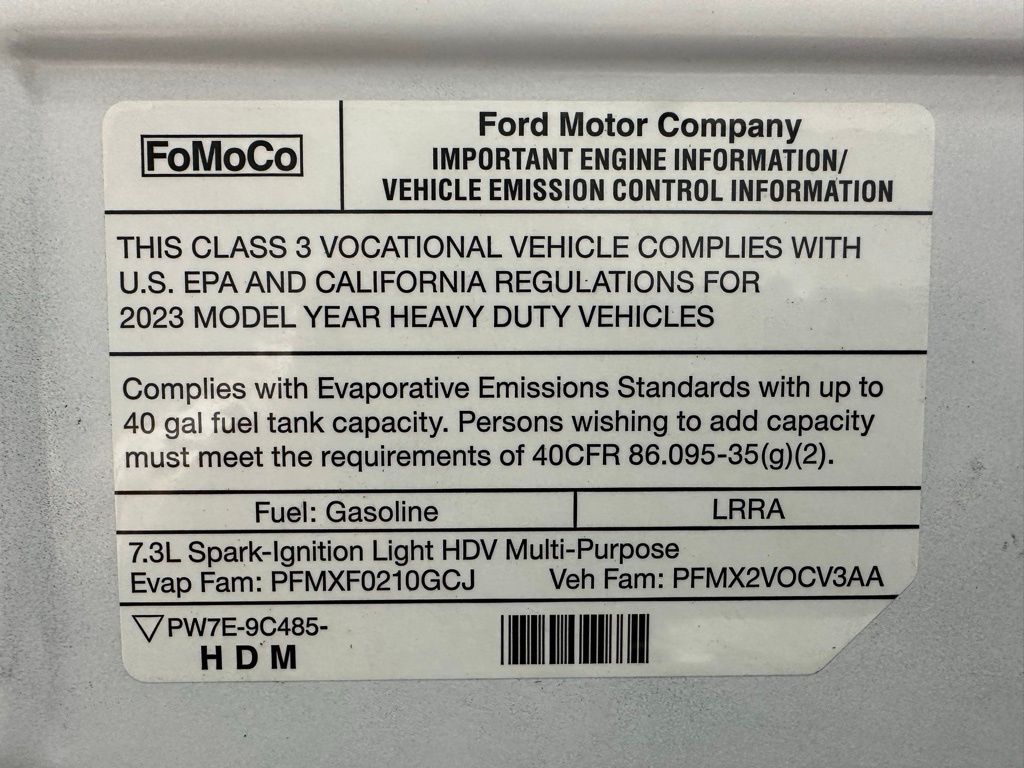 FoMoCo
Ford Motor Company
IMPORTANT ENGINE INFORMATION/
VEHICLE EMISSION CONTROL INFORMATION
THIS CLASS 3 VOCATIONAL VEHICLE COMPLIES WITH
U.S. EPA AND CALIFORNIA REGULATIONS FOR
2023 MODEL YEAR HEAVY DUTY VEHICLES
Complies with Evaporative Emissions Standards with up to
40 gal fuel tank capacity. Persons wishing to add capacity
must meet the requirements of 40CFR 86.095-35(g)(2).
Fuel: Gasoline LRRA
7.3L Spark-Ignition Light HDV Multi-Purpose
Evap Fam: PFMXF0210GCJ Veh Fam: PFMX2VOCV3AA
PW7E-9C485-
HDM